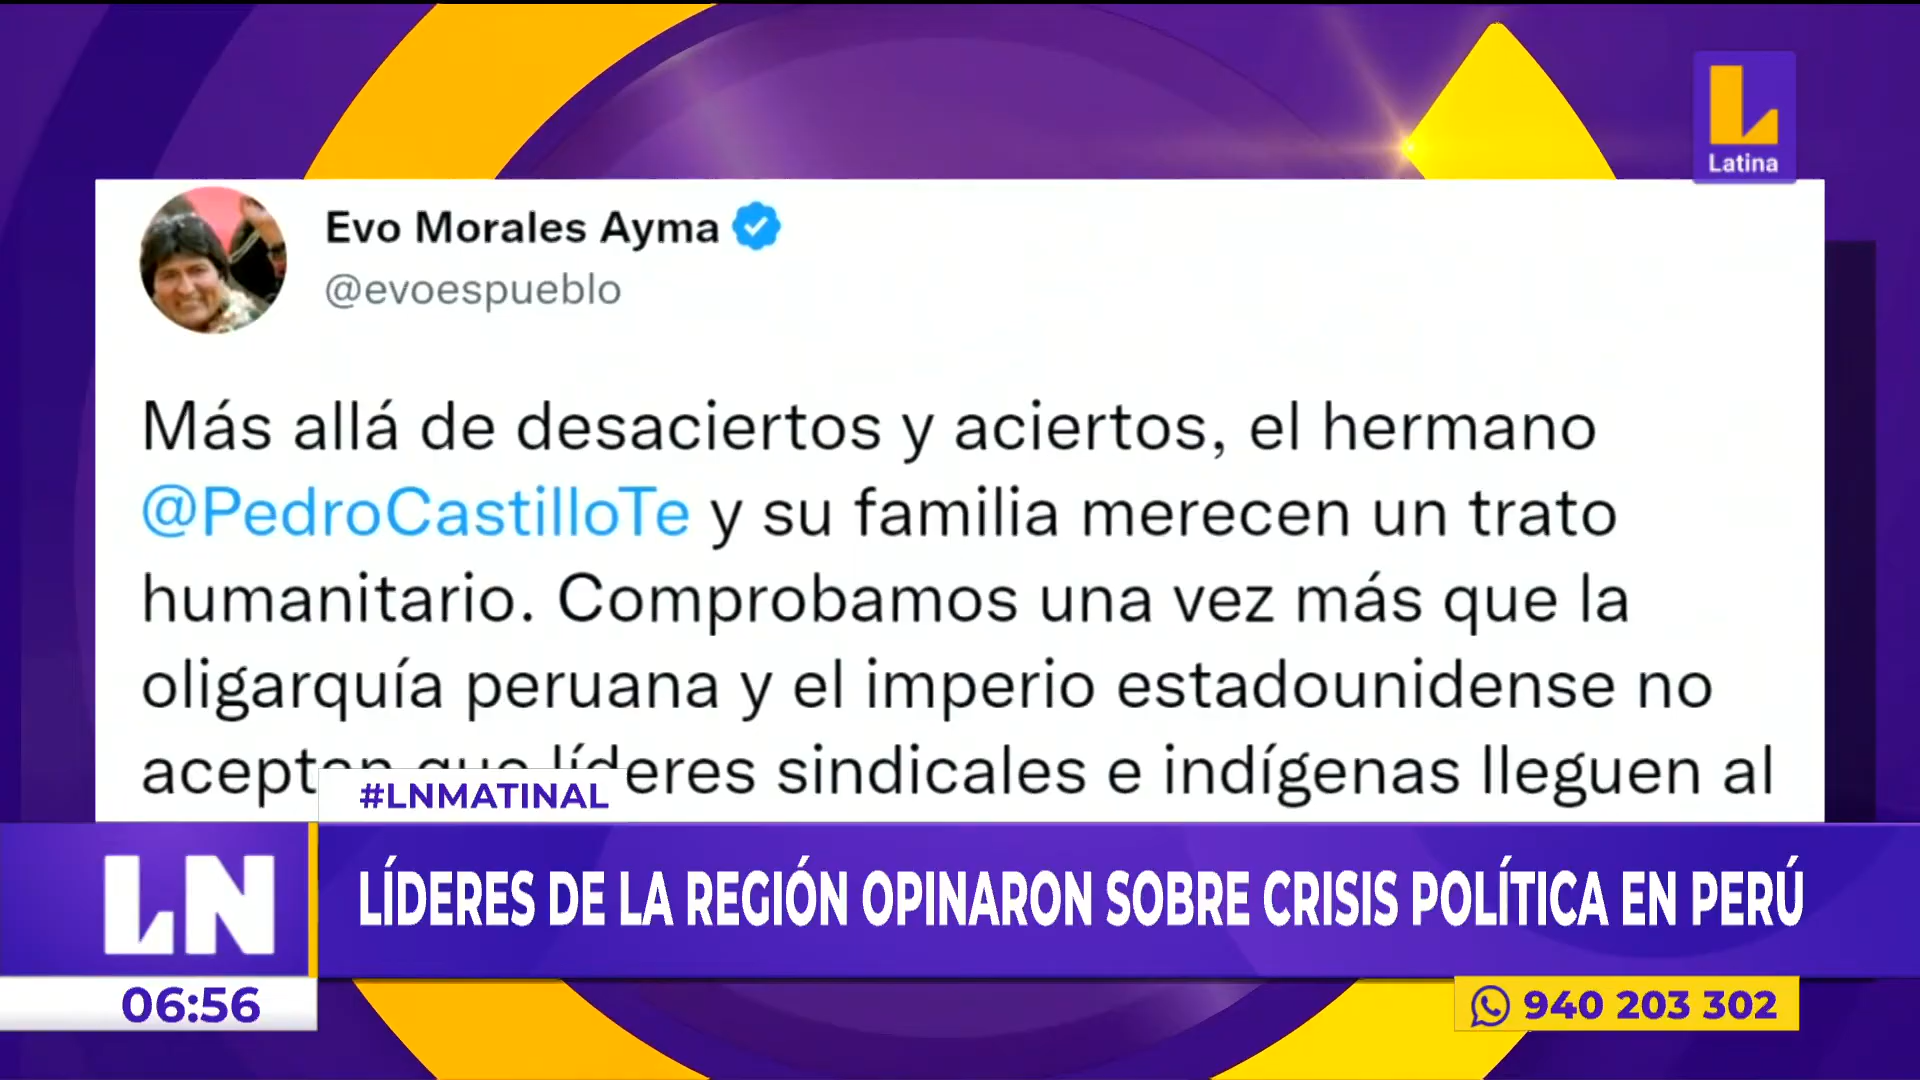 Latina
Evo Morales Ayma
@evoespueblo
Más allá de desaciertos y aciertos, el hermano
@PedroCastilloTe y su familia merecen un trato
humanitario. Comprobamos una vez más que la
oligarquía peruana y el imperio estadounidense no
aceptan que líderes sindicales e indígenas lleguen al
#LNMATINAL
LN
LÍDERES DE LA REGIÓN OPINARON SOBRE CRISIS POLÍTICA EN PERÚ
06:56
940 203 302